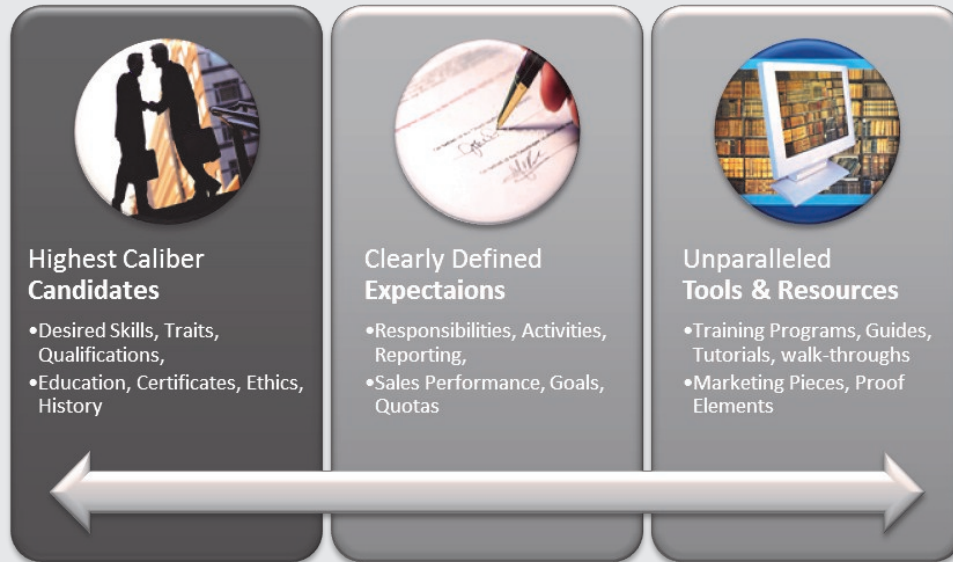 Highest Caliber
Candidates
•Desired Skills, Traits,
Qualifications,
•Education, Certificates, Ethics,
History
Clearly Defined
Expectaions
•Responsibilities, Activities,
Reporting,
•Sales Performance, Goals,
Quotas
Unparalleled
Tools & Resources
•Training Programs, Guides,
Tutorials, walk-throughs
•Marketing Pieces, Proof
Elements